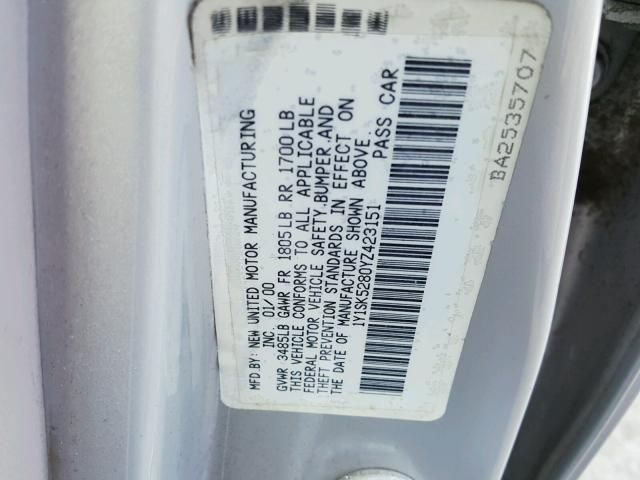 MFD.BY: NEW UNITED MOTOR MANUFACTURING
INC. 01/00
GVWR 3485LB GAWR FR 1805LB RR 1700LB
THIS VEHICLE CONFORMS TO ALL APPLICABLE
FEDERAL MOTOR VEHICLE SAFETY,BUMPER,AND
THEFT PREVENTION STANDARDS IN EFFECT ON
THE DATE OF MANUFACTURE SHOWN ABOVE.
1Y1SK5280YZ423151 PASS CAR
BA2535707